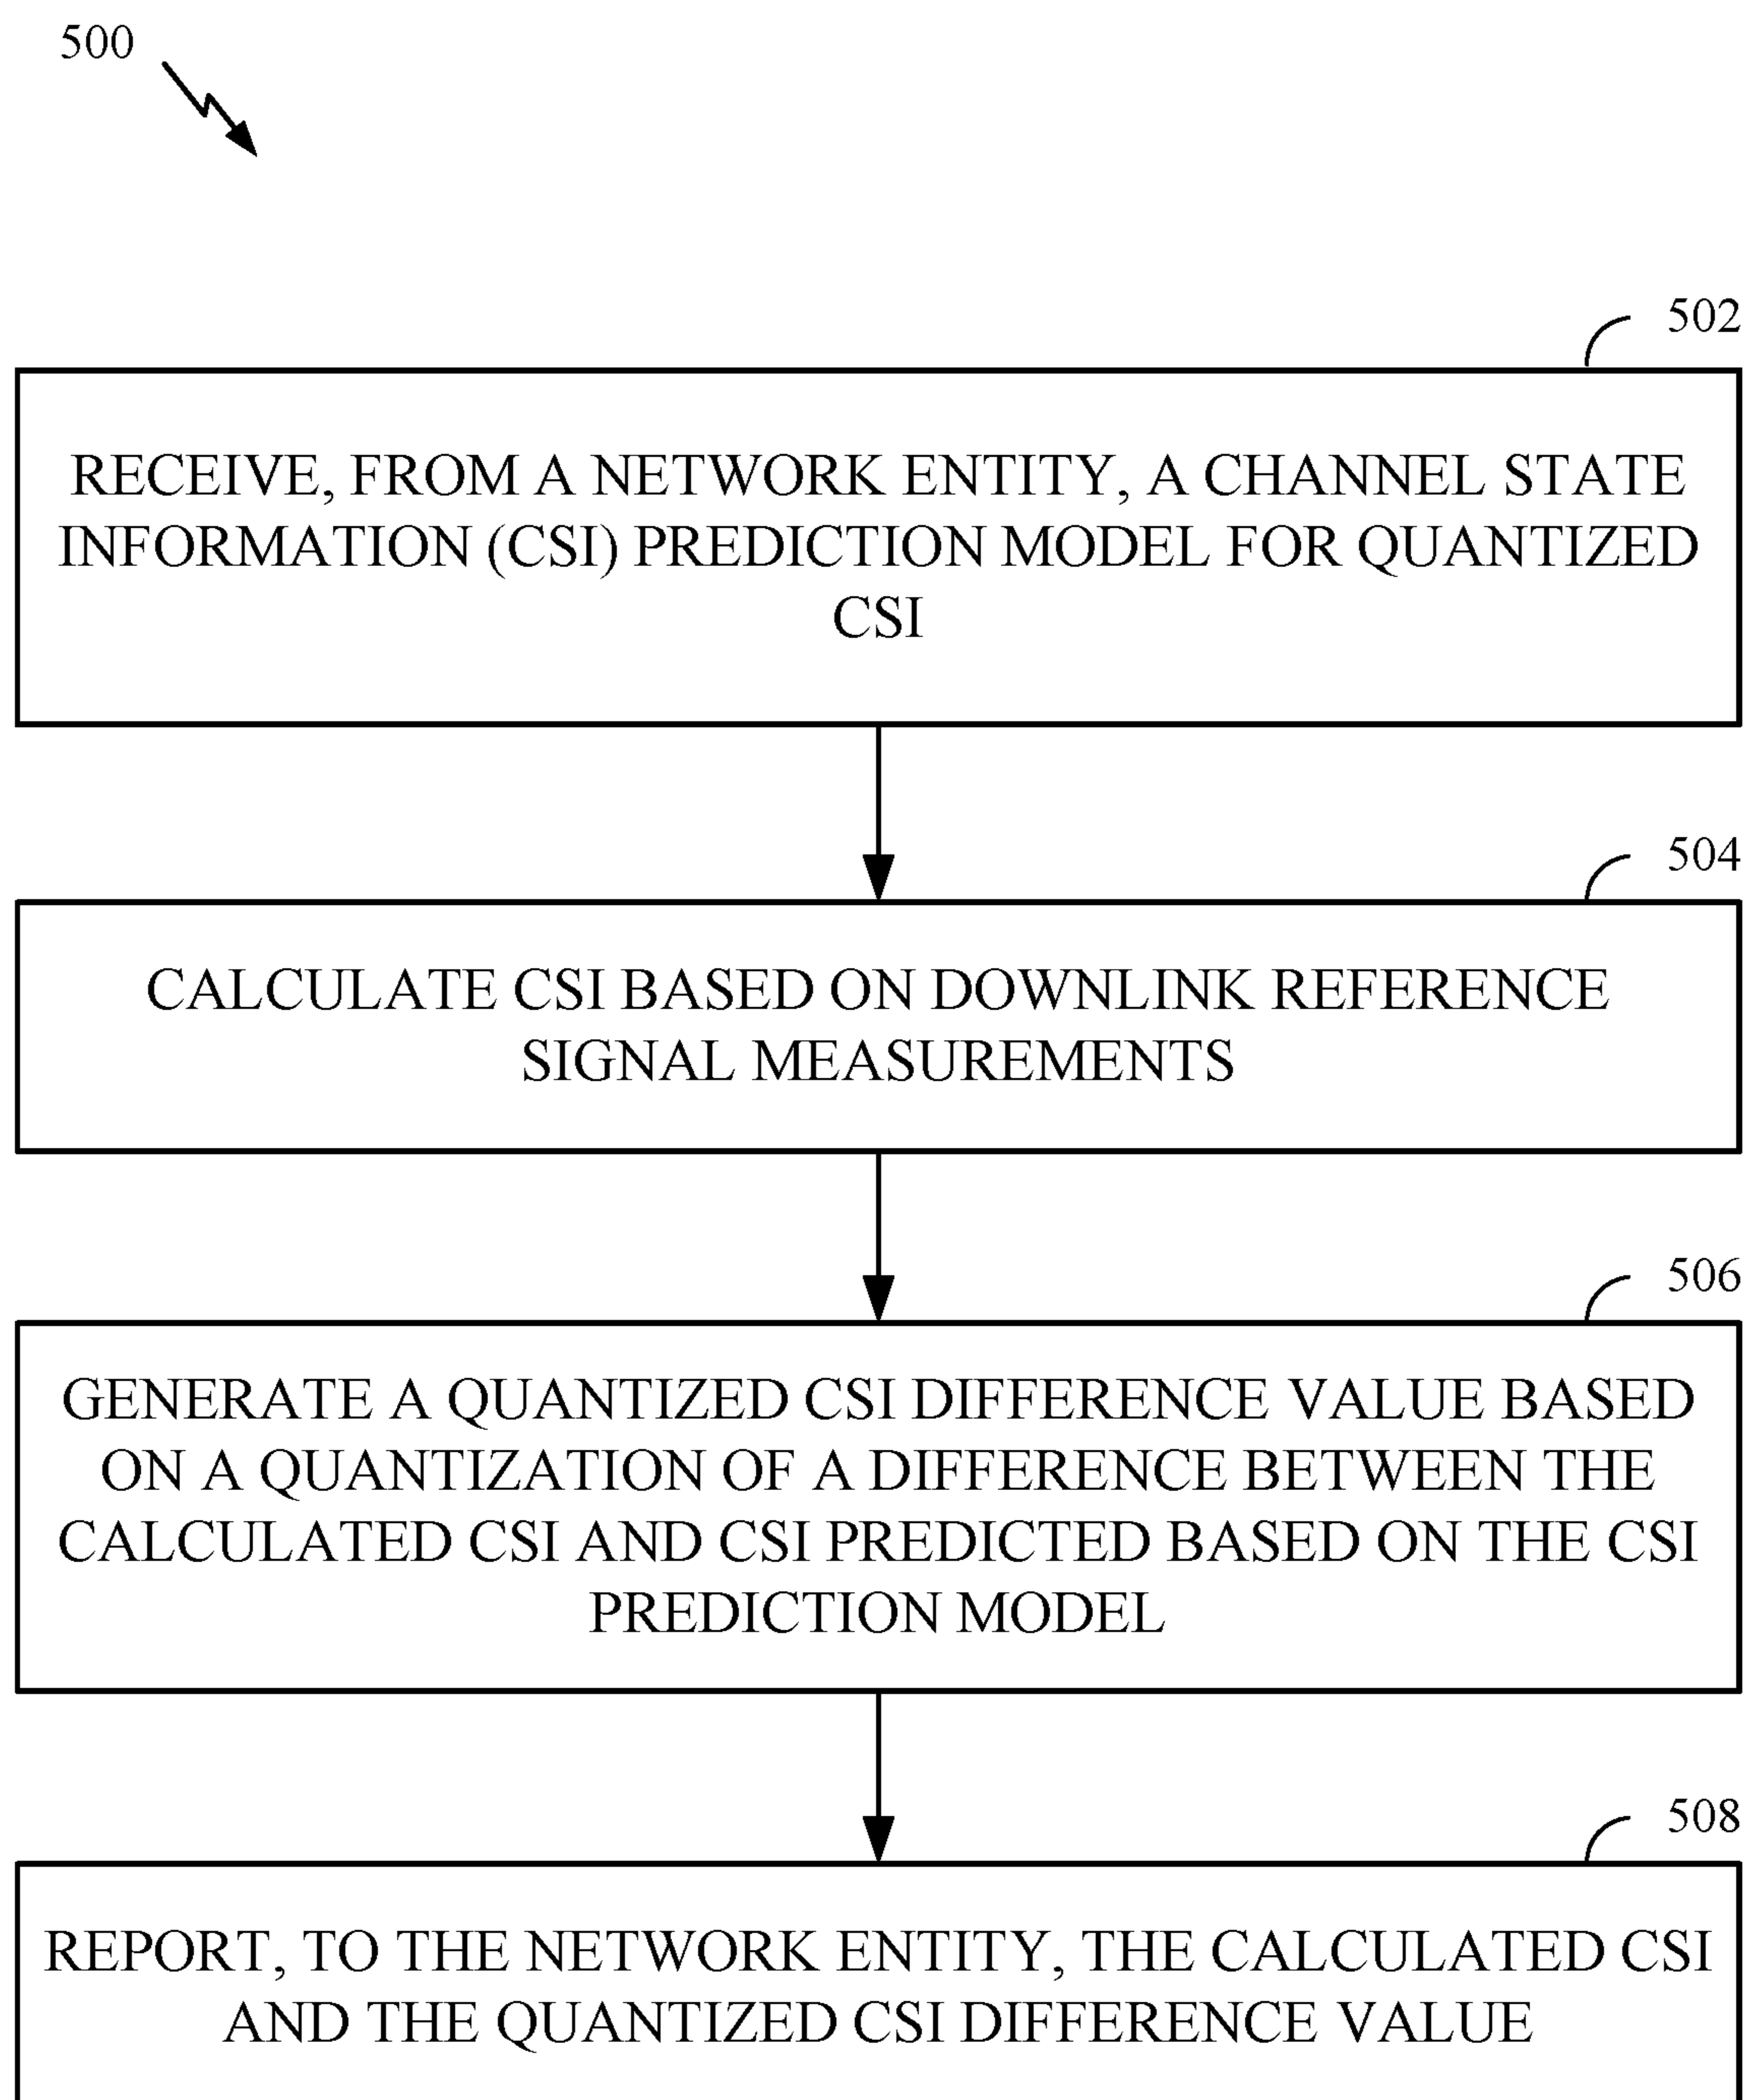 500
502
RECEIVE, FROM A NETWORK ENTITY, A CHANNEL STATE
INFORMATION (CSI) PREDICTION MODEL FOR QUANTIZED
CSI
504
CALCULATE CSI BASED ON DOWNLINK REFERENCE
SIGNAL MEASUREMENTS
506
GENERATE A QUANTIZED CSI DIFFERENCE VALUE BASED
ON A QUANTIZATION OF A DIFFERENCE BETWEEN THE
CALCULATED CSI AND CSI PREDICTED BASED ON THE CSI
PREDICTION MODEL
508
REPORT, TO THE NETWORK ENTITY, THE CALCULATED CSI
AND THE QUANTIZED CSI DIFFERENCE VALUE